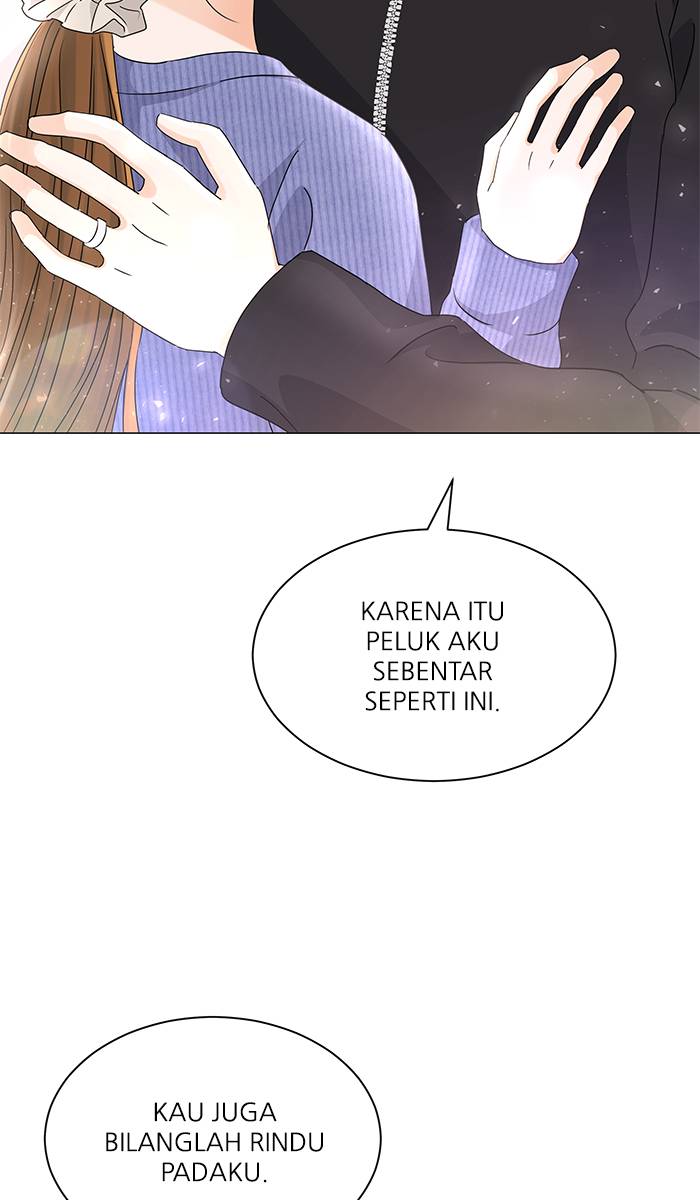 KARENA ITU
PELUK AKU
SEBENTAR
SEPERTI INI.
KAU JUGA
BILANGLAH RINDU
PADAKU.